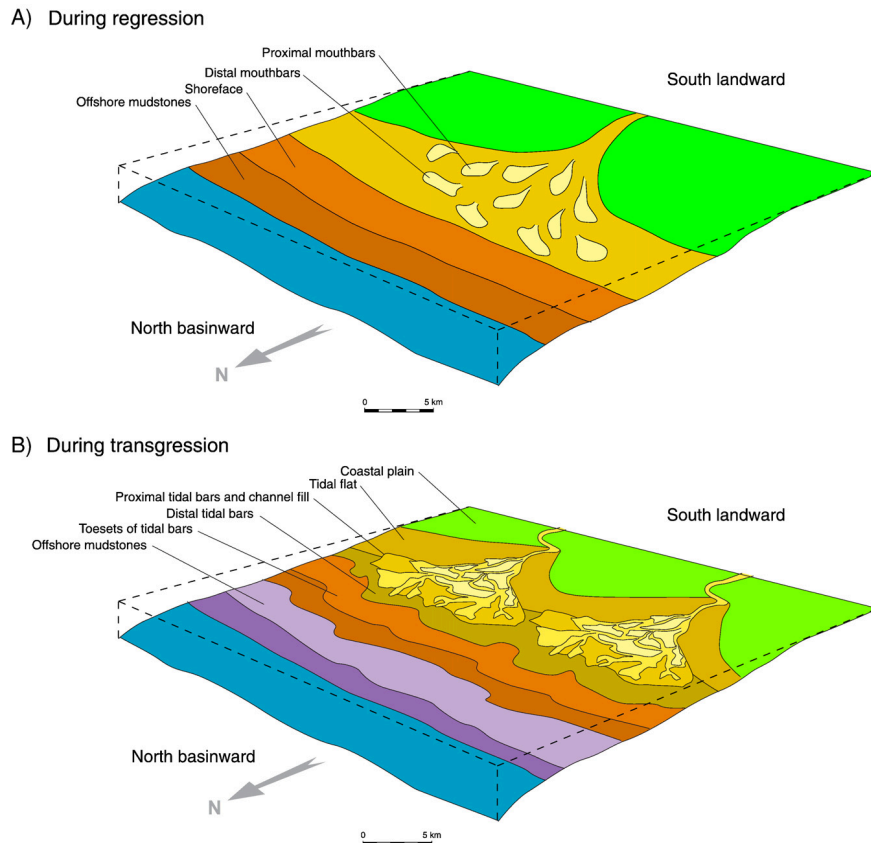 A) During regression
Proximal mouthbars
Distal mouthbars
Shoreface
Offshore mudstones
South landward
North basinward
N
0 5 km
B) During transgression
Coastal plain
Tidal flat
Proximal tidal bars and channel fill
Distal tidal bars
Toesets of tidal bars
Offshore mudstones
South landward
North basinward
N
0 5 km